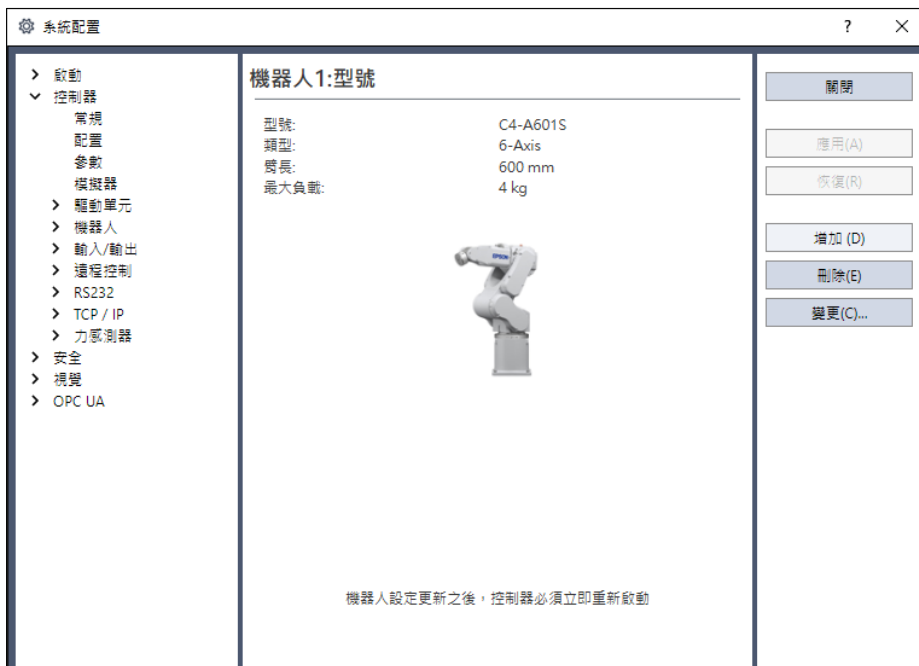 系統配置
?
啟動
控制器
常規
配置
參數
模擬器
驅動單元
機器人
輸入/輸出
遠程控制
RS232
TCP / IP
力感測器
安全
視覺
OPC UA
機器人1:型號
型號: C4-A601S
類型: 6-Axis
臂長: 600 mm
最大負載: 4 kg
EPSON
機器人設定更新之後，控制器必須立即重新啟動
關閉
應用(A)
恢復(R)
增加 (D)
刪除(E)
變更(C)...